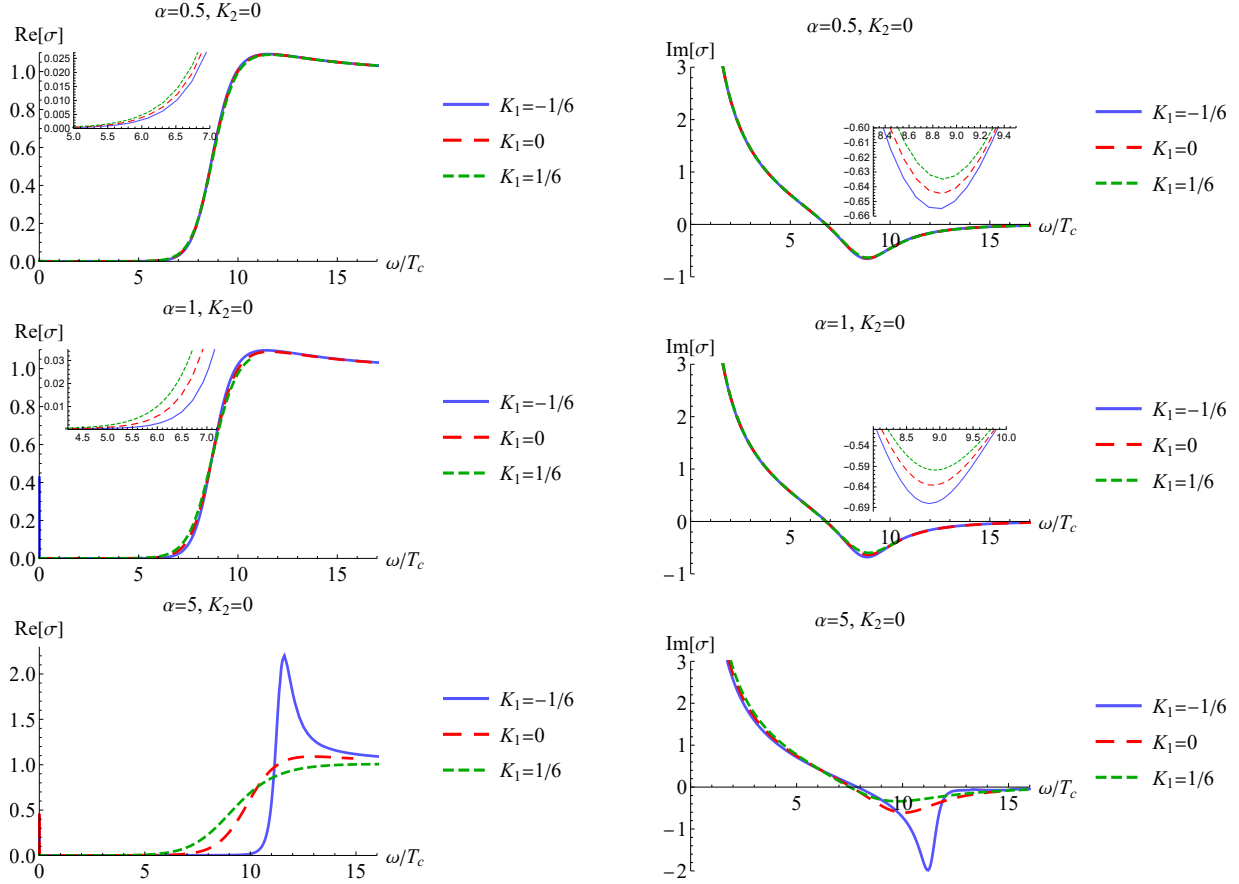 α=0.5, K₂=0
Re[σ]
0.025
0.020
0.015
0.010
0.005
0.000
5.0 5.5 6.0 6.5 7.0
1.0
0.8
0.6
0.4
0.2
0.0
0 5 10 15
ω/T_c
K₁=-1/6
K₁=0
K₁=1/6
α=0.5, K₂=0
Im[σ]
3
2
1
0
-1
5 10 15
ω/T_c
-0.60
8.4 8.6 8.8 9.0 9.2 9.4
-0.61
-0.62
-0.63
-0.64
-0.65
-0.66
K₁=-1/6
K₁=0
K₁=1/6
α=1, K₂=0
Re[σ]
0.03
0.02
0.01
4.5 5.0 5.5 6.0 6.5 7.0
1.0
0.8
0.6
0.4
0.2
0.0
0 5 10 15
ω/T_c
K₁=-1/6
K₁=0
K₁=1/6
α=1, K₂=0
Im[σ]
3
2
1
0
-1
5 10 15
ω/T_c
8.5 9.0 9.5 10.0
-0.54
-0.59
-0.64
-0.69
K₁=-1/6
K₁=0
K₁=1/6
α=5, K₂=0
Re[σ]
2.0
1.5
1.0
0.5
0.0
0 5 10 15
ω/T_c
K₁=-1/6
K₁=0
K₁=1/6
α=5, K₂=0
Im[σ]
3
2
1
0
-1
-2
5 10 15
ω/T_c
K₁=-1/6
K₁=0
K₁=1/6